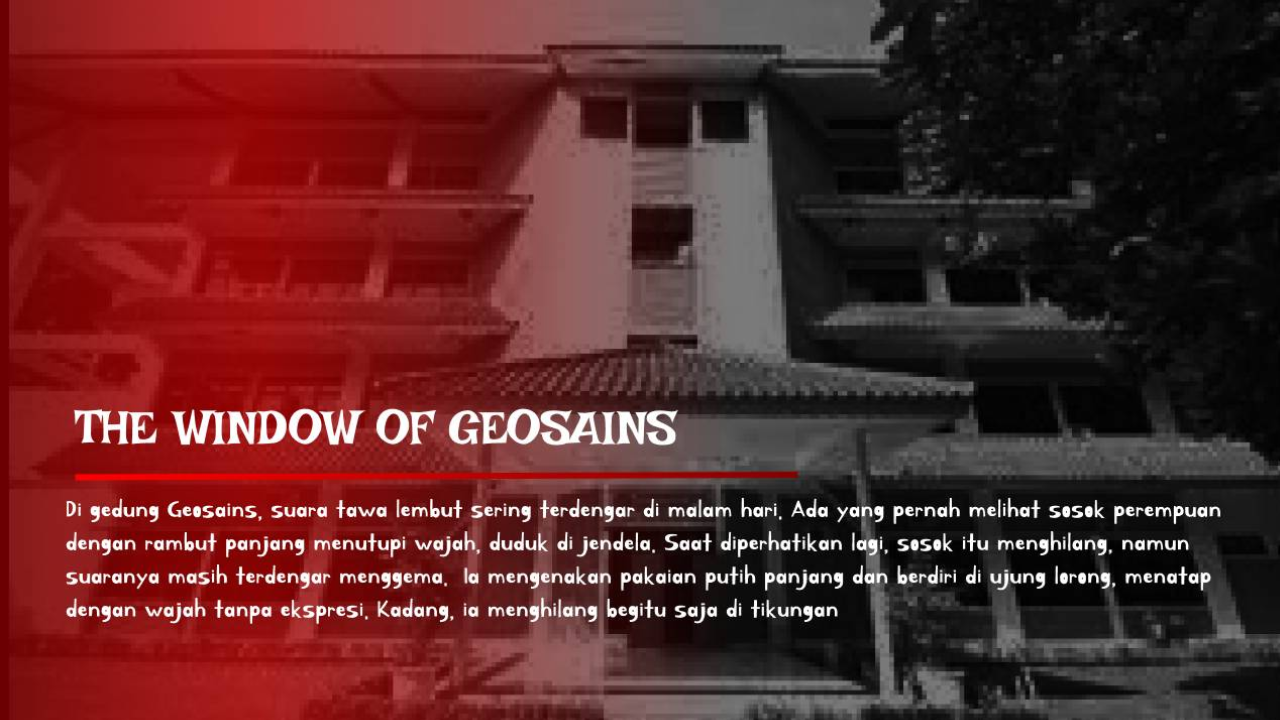 THE WINDOW OF GEOSAINS
Di gedung Geosains, suara tawa lembut sering terdengar di malam hari. Ada yang pernah melihat sosok perempuan
dengan rambut panjang menutupi wajah, duduk di jendela. Saat diperhatikan lagi, sosok itu menghilang, namun
suaranya masih terdengar menggema.  Ia mengenakan pakaian putih panjang dan berdiri di ujung lorong, menatap
dengan wajah tanpa ekspresi. Kadang, ia menghilang begitu saja di tikungan